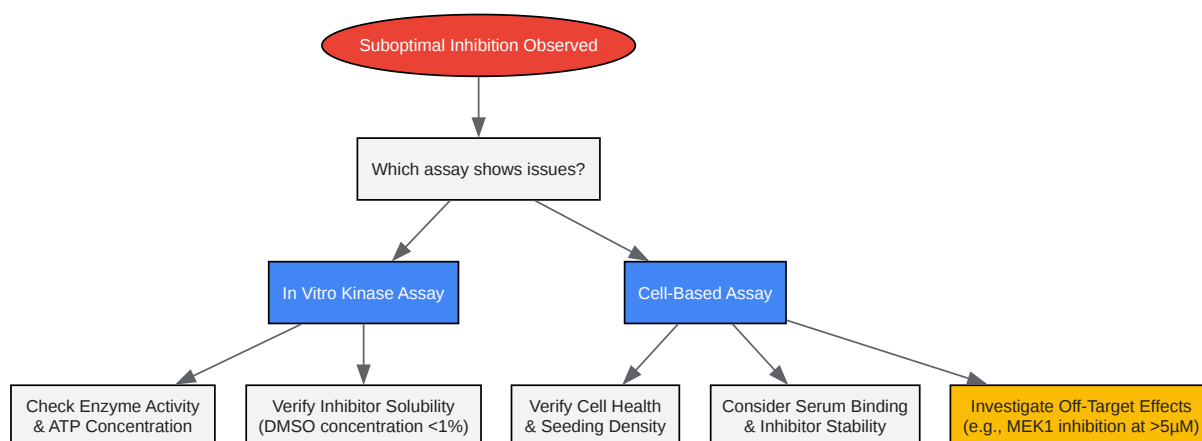 Suboptimal Inhibition Observed
Which assay shows issues?
In Vitro Kinase Assay
Cell-Based Assay
Check Enzyme Activity
& ATP Concentration
Verify Inhibitor Solubility
(DMSO concentration <1%)
Verify Cell Health
& Seeding Density
Consider Serum Binding
& Inhibitor Stability
Investigate Off-Target Effects
(e.g., MEK1 inhibition at >5µM)